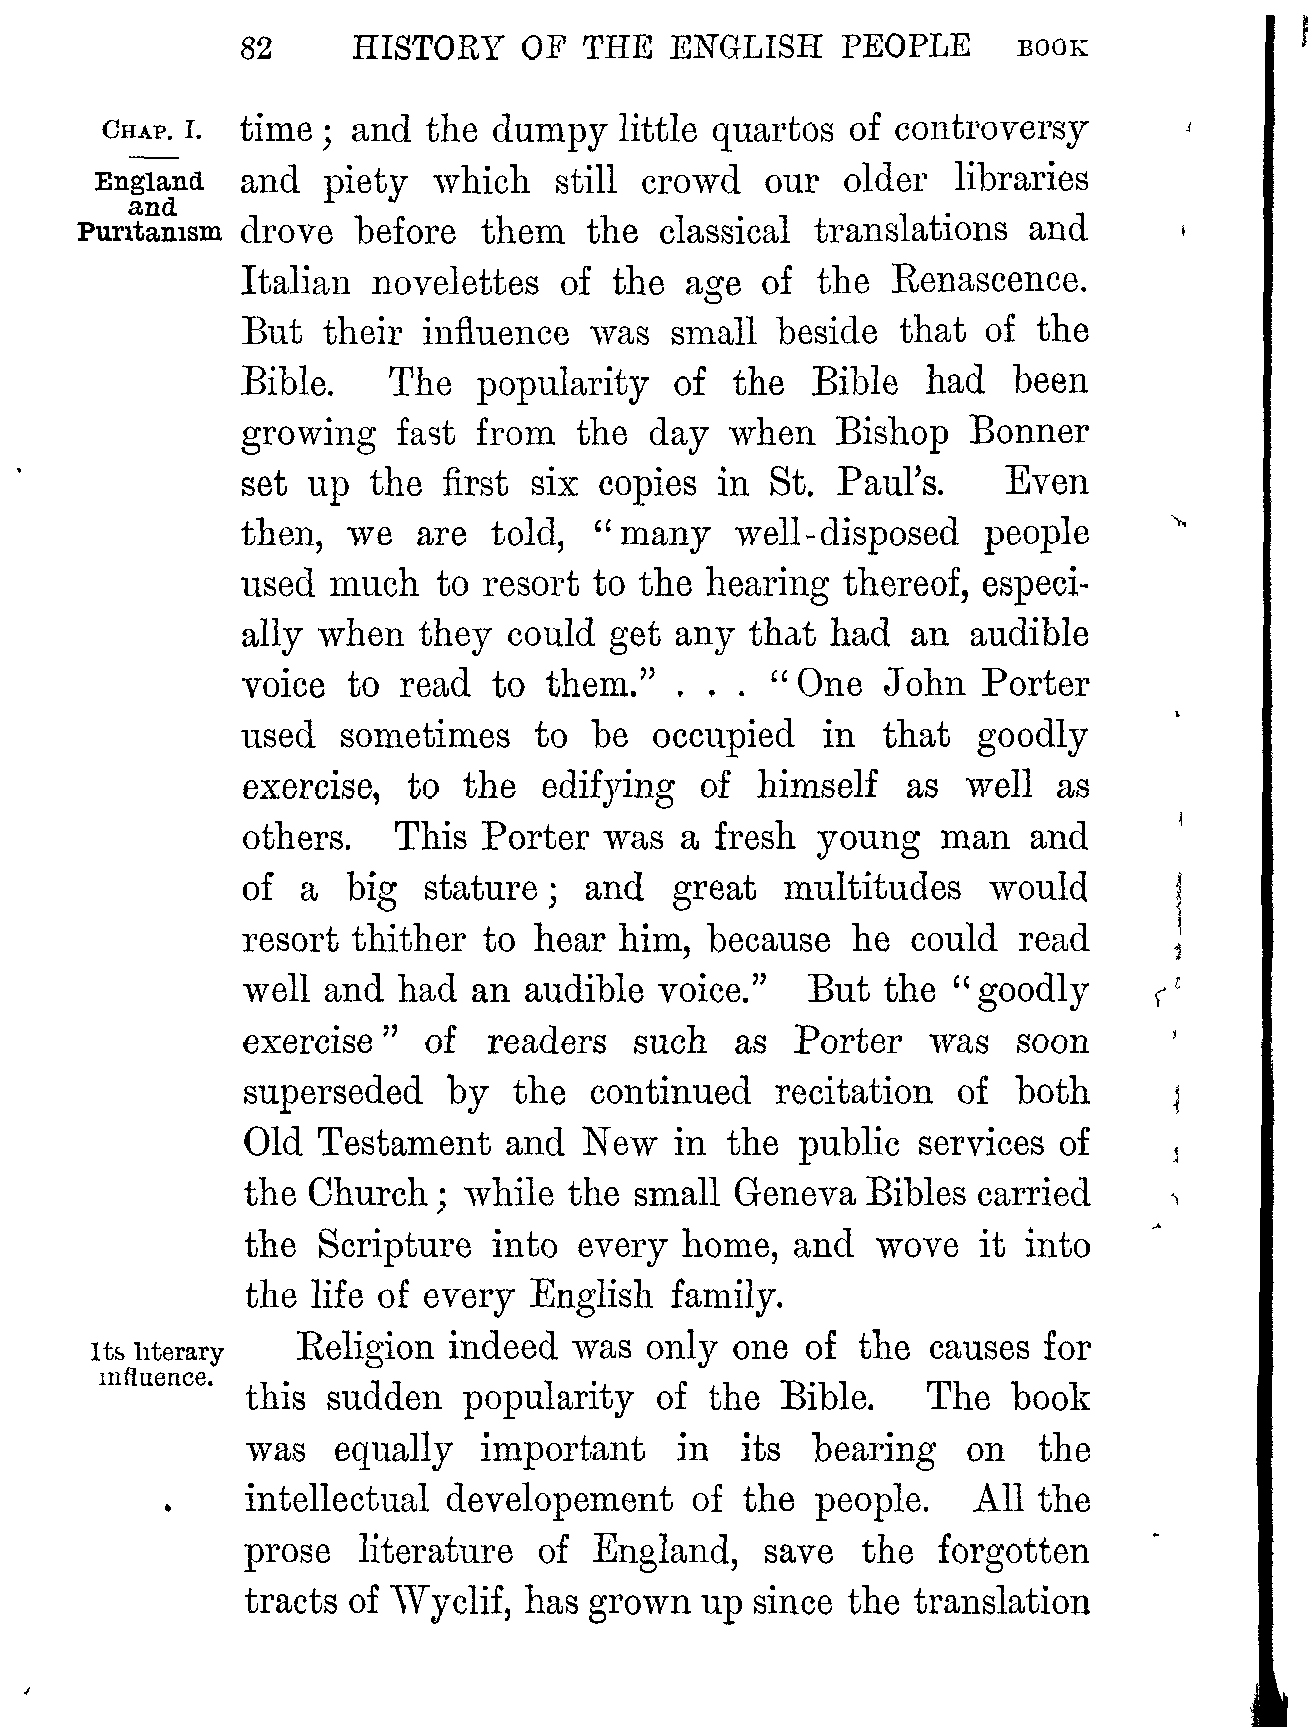 82 HISTORY OF THE ENGLISH PEOPLE BOOK
CHAP. I.
England
and
Puritanism
time ; and the dumpy little quartos of controversy
and piety which still crowd our older libraries
drove before them the classical translations and
Italian novelettes of the age of the Renascence.
But their influence was small beside that of the
Bible. The popularity of the Bible had been
growing fast from the day when Bishop Bonner
set up the first six copies in St. Paul's. Even
then, we are told, “ many well-disposed people
used much to resort to the hearing thereof, especi-
ally when they could get any that had an audible
voice to read to them.” . . . “ One John Porter
used sometimes to be occupied in that goodly
exercise, to the edifying of himself as well as
others. This Porter was a fresh young man and
of a big stature ; and great multitudes would
resort thither to hear him, because he could read
well and had an audible voice.” But the “ goodly
exercise ” of readers such as Porter was soon
superseded by the continued recitation of both
Old Testament and New in the public services of
the Church ; while the small Geneva Bibles carried
the Scripture into every home, and wove it into
the life of every English family.
Its literary
influence.
Religion indeed was only one of the causes for
this sudden popularity of the Bible. The book
was equally important in its bearing on the
intellectual developement of the people. All the
prose literature of England, save the forgotten
tracts of Wyclif, has grown up since the translation